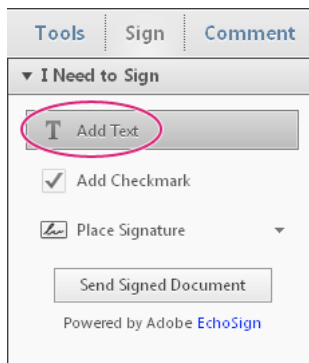 Tools Sign Comment
I Need to Sign
T Add Text
Add Checkmark
Place Signature
Send Signed Document
Powered by Adobe EchoSign